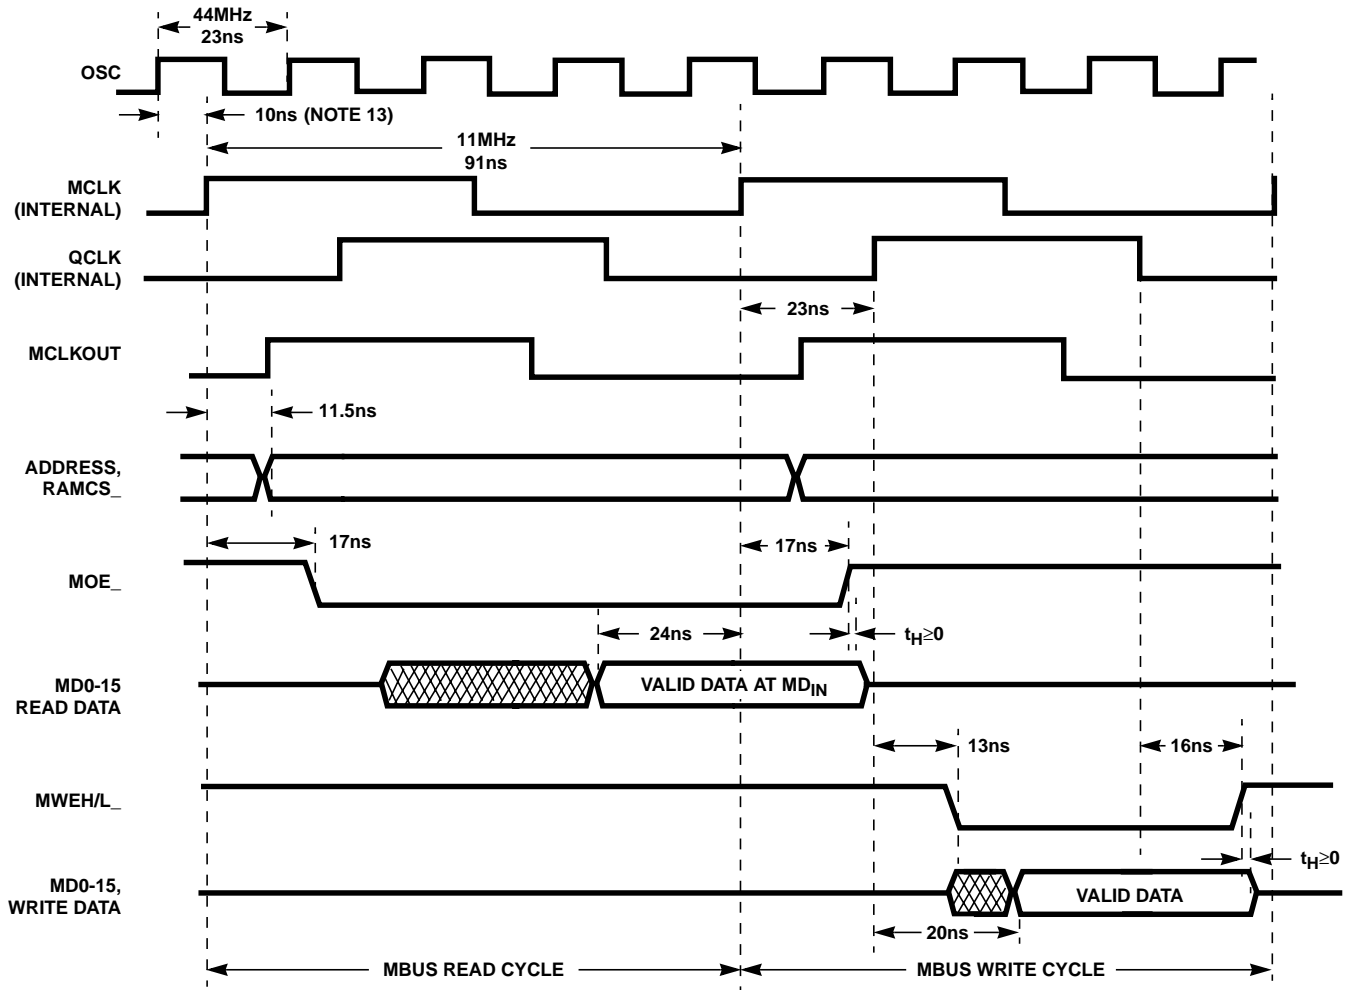 44MHz
23ns
OSC
10ns (NOTE 13)
11MHz
91ns
MCLK
(INTERNAL)
QCLK
(INTERNAL)
23ns
MCLKOUT
11.5ns
ADDRESS,
RAMCS_
17ns
17ns
MOE_
24ns
tH≥0
MD0-15
READ DATA
VALID DATA AT MDIN
13ns
16ns
MWEH/L_
tH≥0
MD0-15,
WRITE DATA
VALID DATA
20ns
MBUS READ CYCLE
MBUS WRITE CYCLE